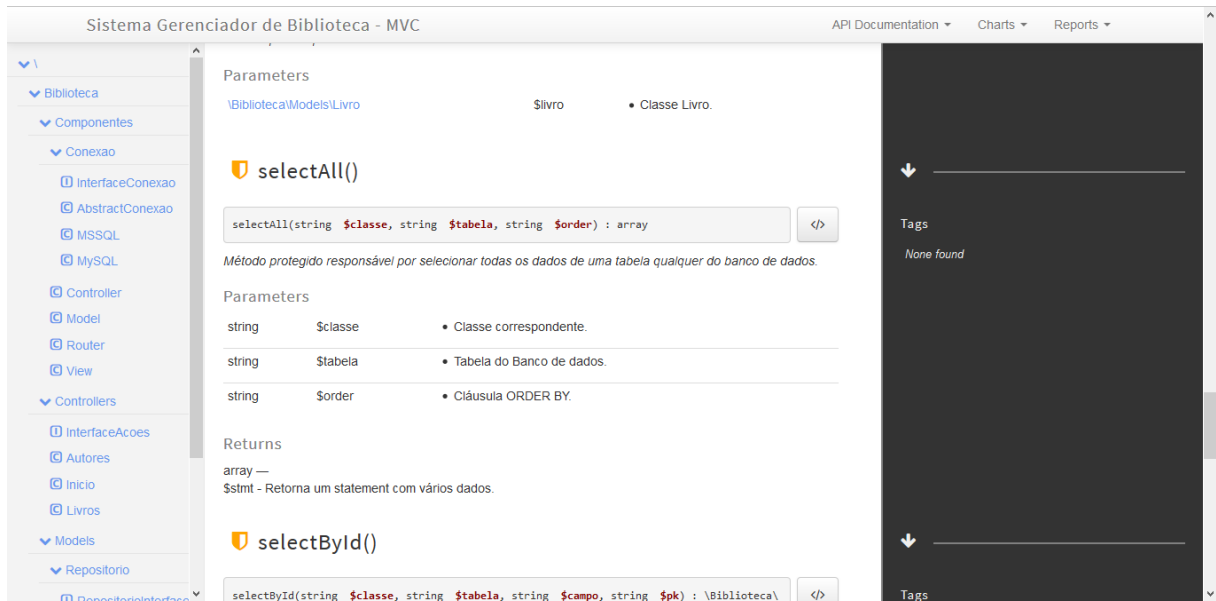 Sistema Gerenciador de Biblioteca - MVC
API Documentation
Charts
Reports
\
Biblioteca
Componentes
Conexao
InterfaceConexao
AbstractConexao
MSSQL
MySQL
Controller
Model
Router
View
Controllers
InterfaceAcoes
Autores
Inicio
Livros
Models
Repositorio
RepositorioInterface
Parameters
\Biblioteca\Models\Livro $livro • Classe Livro.
selectAll()
selectAll(string $classe, string $tabela, string $order) : array
</>
Método protegido responsável por selecionar todas os dados de uma tabela qualquer do banco de dados.
Parameters
string $classe • Classe correspondente.
string $tabela • Tabela do Banco de dados.
string $order • Cláusula ORDER BY.
Returns
array —
$stmt - Retorna um statement com vários dados.
selectById()
selectById(string $classe, string $tabela, string $campo, string $pk) : \Biblioteca\
</>
Tags
None found
Tags